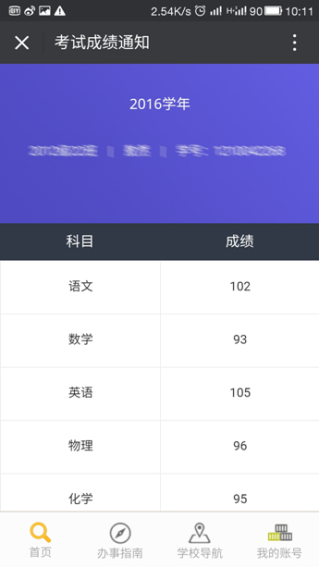 2.54K/s 90 10:11
考试成绩通知
2016学年
科目 成绩
语文 102
数学 93
英语 105
物理 96
化学 95
首页 办事指南 学校导航 我的账号